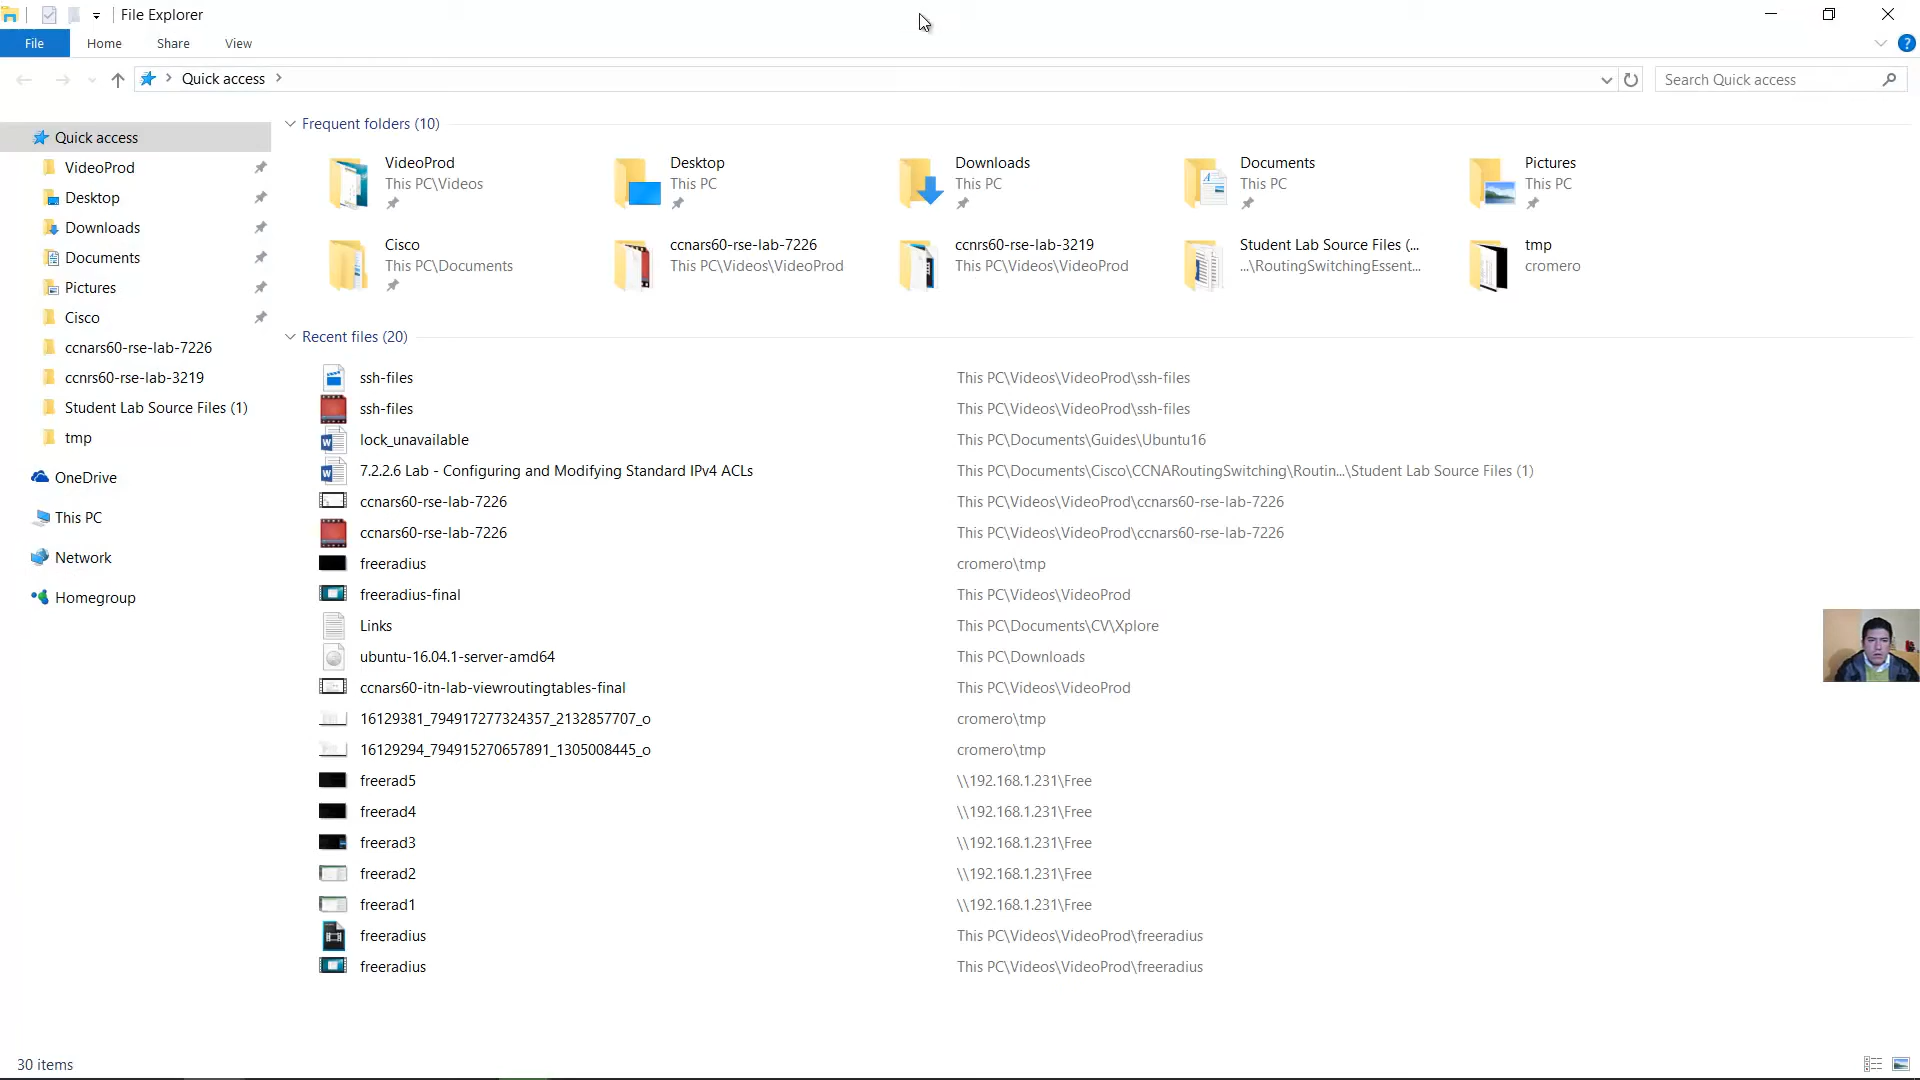 File Explorer
File Home Share View
Quick access
Search Quick access
Quick access
VideoProd
Desktop
Downloads
Documents
Pictures
Cisco
ccnars60-rse-lab-7226
ccnrs60-rse-lab-3219
Student Lab Source Files (1)
tmp
OneDrive
This PC
Network
Homegroup
Frequent folders (10)
VideoProd
This PC\Videos
Desktop
This PC
Downloads
This PC
Documents
This PC
Pictures
This PC
Cisco
This PC\Documents
ccnars60-rse-lab-7226
This PC\Videos\VideoProd
ccnrs60-rse-lab-3219
This PC\Videos\VideoProd
Student Lab Source Files (...
...\RoutingSwitchingEssent...
tmp
cromero
Recent files (20)
ssh-files This PC\Videos\VideoProd\ssh-files
ssh-files This PC\Videos\VideoProd\ssh-files
lock_unavailable This PC\Documents\Guides\Ubuntu16
7.2.2.6 Lab - Configuring and Modifying Standard IPv4 ACLs This PC\Documents\Cisco\CCNARoutingSwitching\Routin...\Student Lab Source Files (1)
ccnars60-rse-lab-7226 This PC\Videos\VideoProd\ccnars60-rse-lab-7226
ccnars60-rse-lab-7226 This PC\Videos\VideoProd\ccnars60-rse-lab-7226
freeradius cromero\tmp
freeradius-final This PC\Videos\VideoProd
Links This PC\Documents\CV\Xplore
ubuntu-16.04.1-server-amd64 This PC\Downloads
ccnars60-itn-lab-viewroutingtables-final This PC\Videos\VideoProd
16129381_794917277324357_2132857707_o cromero\tmp
16129294_794915270657891_1305008445_o cromero\tmp
freerad5 \\192.168.1.231\Free
freerad4 \\192.168.1.231\Free
freerad3 \\192.168.1.231\Free
freerad2 \\192.168.1.231\Free
freerad1 \\192.168.1.231\Free
freeradius This PC\Videos\VideoProd\freeradius
freeradius This PC\Videos\VideoProd\freeradius
30 items